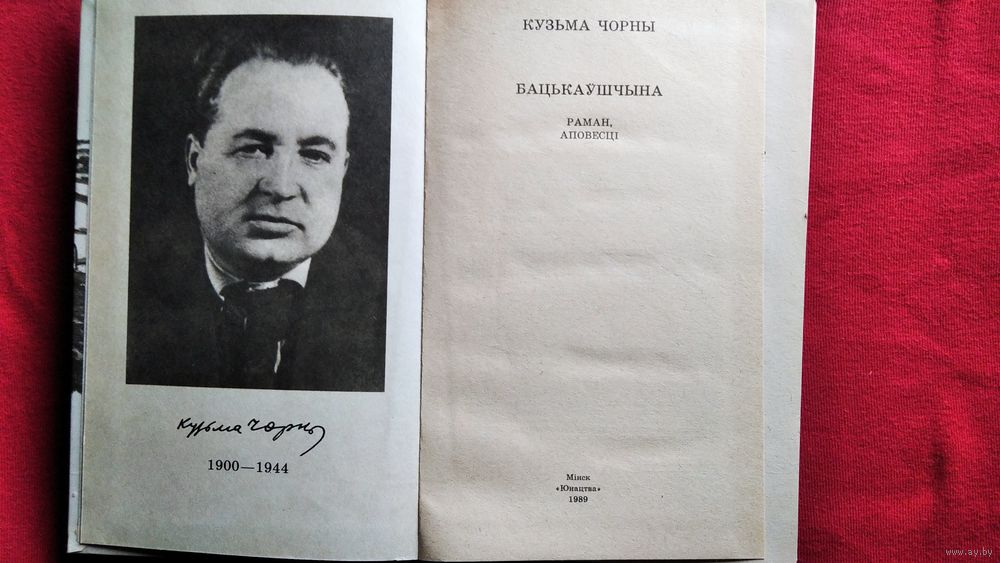 Кузьма Чорны
1900—1944
КУЗЬМА ЧОРНЫ
БАЦЬКАЎШЧЫНА
РАМАН,
АПОВЕСЦІ
Мінск
«Юнацтва»
1989
www.ay.by